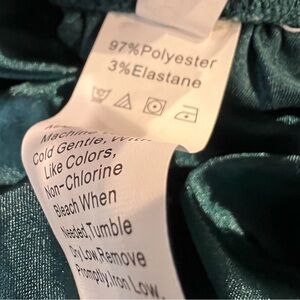 97%Polyester
3%Elastane
Machine
Cold Gentle, With
Like Colors,
Non-Chlorine
Bleach When
Needed,Tumble
Dry Low,Remove
Promptly,Iron Low,